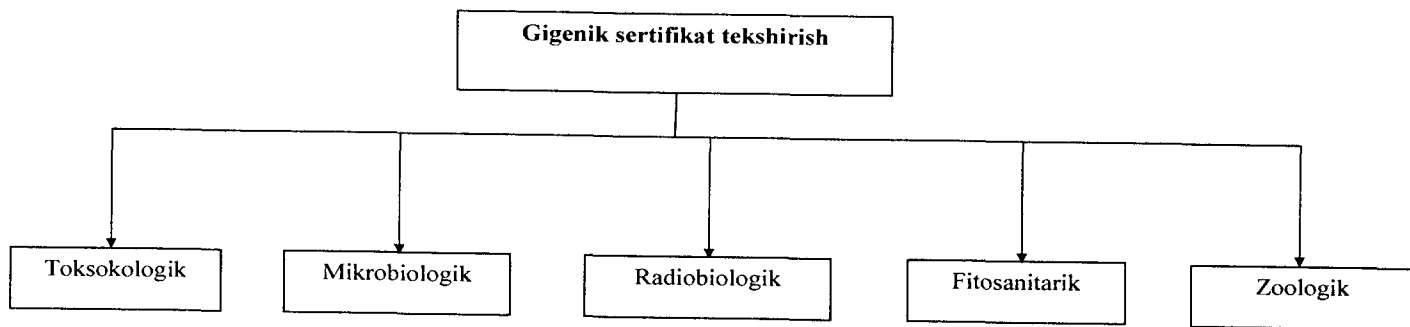 Gigenik sertifikat tekshirish
Toksokologik
Mikrobiologik
Radiobiologik
Fitosanitarik
Zoologik